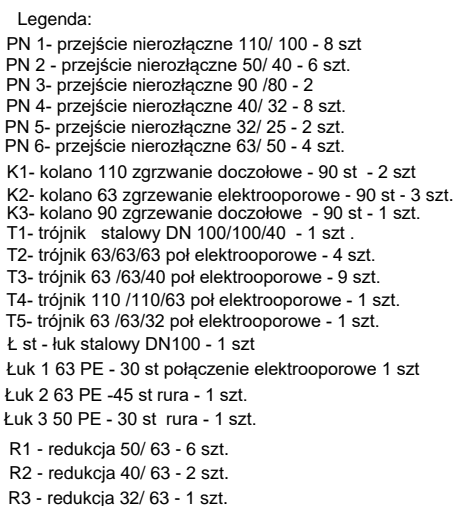 Legenda:
PN 1- przejście nierozłączne 110/ 100 - 8 szt
PN 2 - przejście nierozłączne 50/ 40 - 6 szt.
PN 3- przejście nierozłączne 90 /80 - 2
PN 4- przejście nierozłączne 40/ 32 - 8 szt.
PN 5- przejście nierozłączne 32/ 25 - 2 szt.
PN 6- przejście nierozłączne 63/ 50 - 4 szt.
K1- kolano 110 zgrzwanie doczołowe - 90 st - 2 szt
K2- kolano 63 zgrzewanie elektrooporowe - 90 st - 3 szt.
K3- kolano 90 zgrzewanie doczołowe - 90 st - 1 szt.
T1- trójnik stalowy DN 100/100/40 - 1 szt .
T2- trójnik 63/63/63 poł elektrooporowe - 4 szt.
T3- trójnik 63 /63/40 poł elektrooporowe - 9 szt.
T4- trójnik 110 /110/63 poł elektrooporowe - 1 szt.
T5- trójnik 63 /63/32 poł elektrooporowe - 1 szt.
Ł st - łuk stalowy DN100 - 1 szt
Łuk 1 63 PE - 30 st połączenie elektrooporowe 1 szt
Łuk 2 63 PE -45 st rura - 1 szt.
Łuk 3 50 PE - 30 st rura - 1 szt.
R1 - redukcja 50/ 63 - 6 szt.
R2 - redukcja 40/ 63 - 2 szt.
R3 - redukcja 32/ 63 - 1 szt.